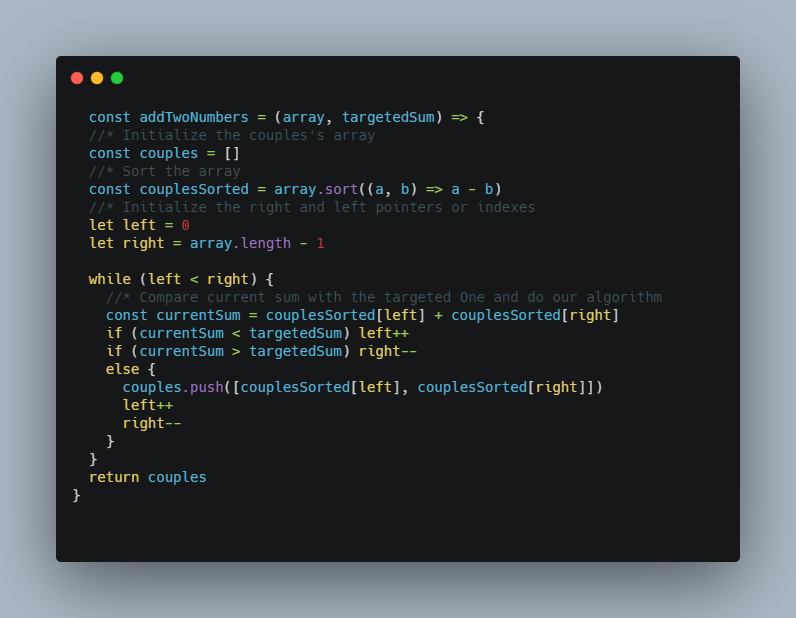 const addTwoNumbers = (array, targetedSum) => {
//* Initialize the couples's array
const couples = []
//* Sort the array
const couplesSorted = array.sort((a, b) => a - b)
//* Initialize the right and left pointers or indexes
let left = 0
let right = array.length - 1
while (left < right) {
//* Compare current sum with the targeted One and do our algorithm
const currentSum = couplesSorted[left] + couplesSorted[right]
if (currentSum < targetedSum) left++
if (currentSum > targetedSum) right--
else {
couples.push([couplesSorted[left], couplesSorted[right]])
left++
right--
}
}
return couples
}